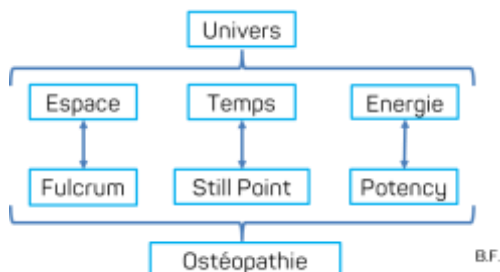 Univers
Espace Temps Energie
Fulcrum Still Point Potency
Ostéopathie
B.F.